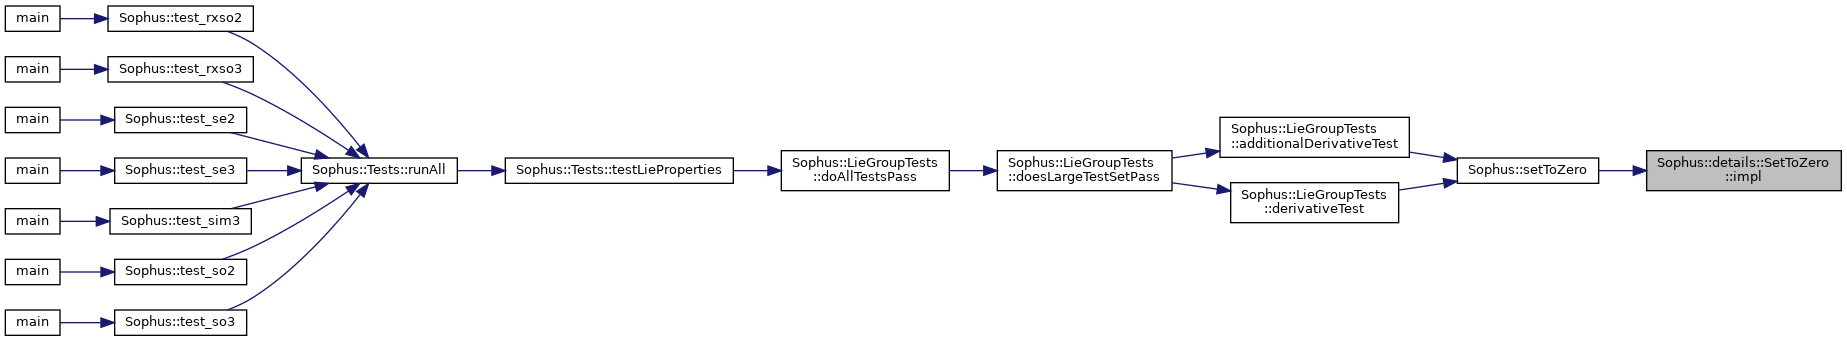 main
Sophus::test_rxso2
main
Sophus::test_rxso3
main
Sophus::test_se2
main
Sophus::test_se3
main
Sophus::test_sim3
main
Sophus::test_so2
main
Sophus::test_so3
Sophus::Tests::runAll
Sophus::Tests::testLieProperties
Sophus::LieGroupTests
::doAllTestsPass
Sophus::LieGroupTests
::doesLargeTestSetPass
Sophus::LieGroupTests
::additionalDerivativeTest
Sophus::LieGroupTests
::derivativeTest
Sophus::setToZero
Sophus::details::SetToZero
::impl